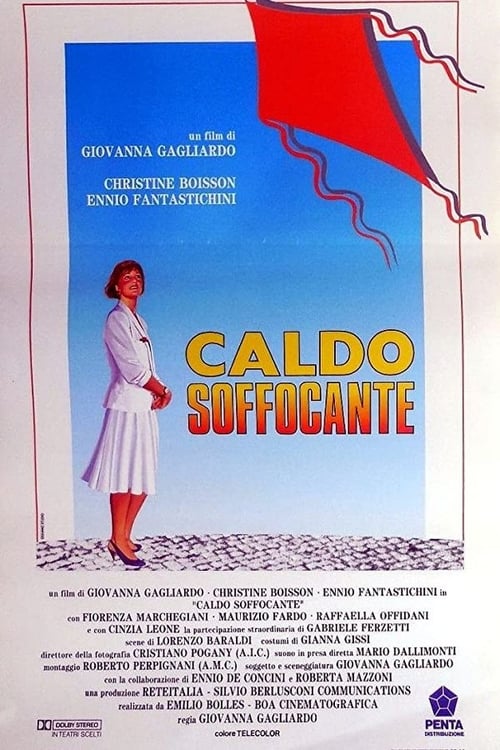 un film di
GIOVANNA GAGLIARDO
CHRISTINE BOISSON
ENNIO FANTASTICHINI
CALDO
SOFFOCANTE
un film di GIOVANNA GAGLIARDO · CHRISTINE BOISSON · ENNIO FANTASTICHINI in
"CALDO SOFFOCANTE"
con FIORENZA MARCHEGIANI · MAURIZIO FARDO · RAFFAELLA OFFIDANI
e con CINZIA LEONE la partecipazione straordinaria di GABRIELE FERZETTI
scene di LORENZO BARALDI costumi di GIANNA GISSI
direttore della fotografia CRISTIANO POGANY (A.I.C.) suono in presa diretta MARIO DALLIMONTI
montaggio ROBERTO PERPIGNANI (A.M.C.) soggetto e sceneggiatura GIOVANNA GAGLIARDO
con la collaborazione di ENNIO DE CONCINI e ROBERTA MAZZONI
una produzione RETEITALIA - SILVIO BERLUSCONI COMMUNICATIONS
realizzata da EMILIO BOLLES - BOA CINEMATOGRAFICA
regia GIOVANNA GAGLIARDO
DOLBY STEREO
IN TEATRI SCELTI
colore TELECOLOR
PENTA
DISTRIBUZIONE